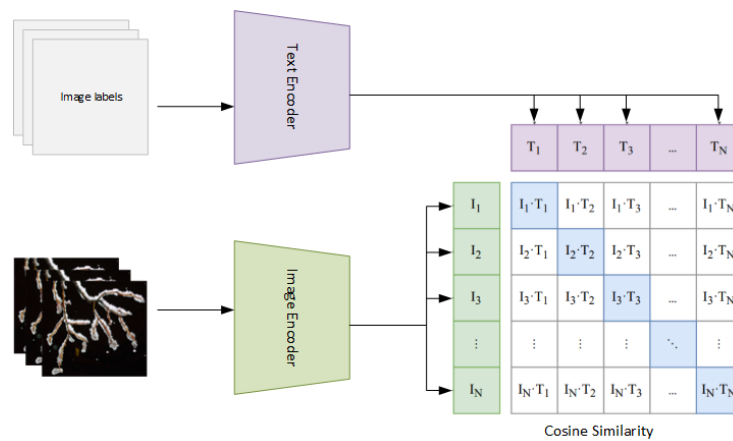 Image labels
Text Encoder
T1 T2 T3 ... TN
Image Encoder
I1 I1·T1 I1·T2 I1·T3 ... I1·TN
I2 I2·T1 I2·T2 I2·T3 ... I2·TN
I3 I3·T1 I3·T2 I3·T3 ... I3·TN
⋮ ⋮ ⋮ ⋮ ⋱ ⋮
IN IN·T1 IN·T2 IN·T3 ... IN·TN
Cosine Similarity